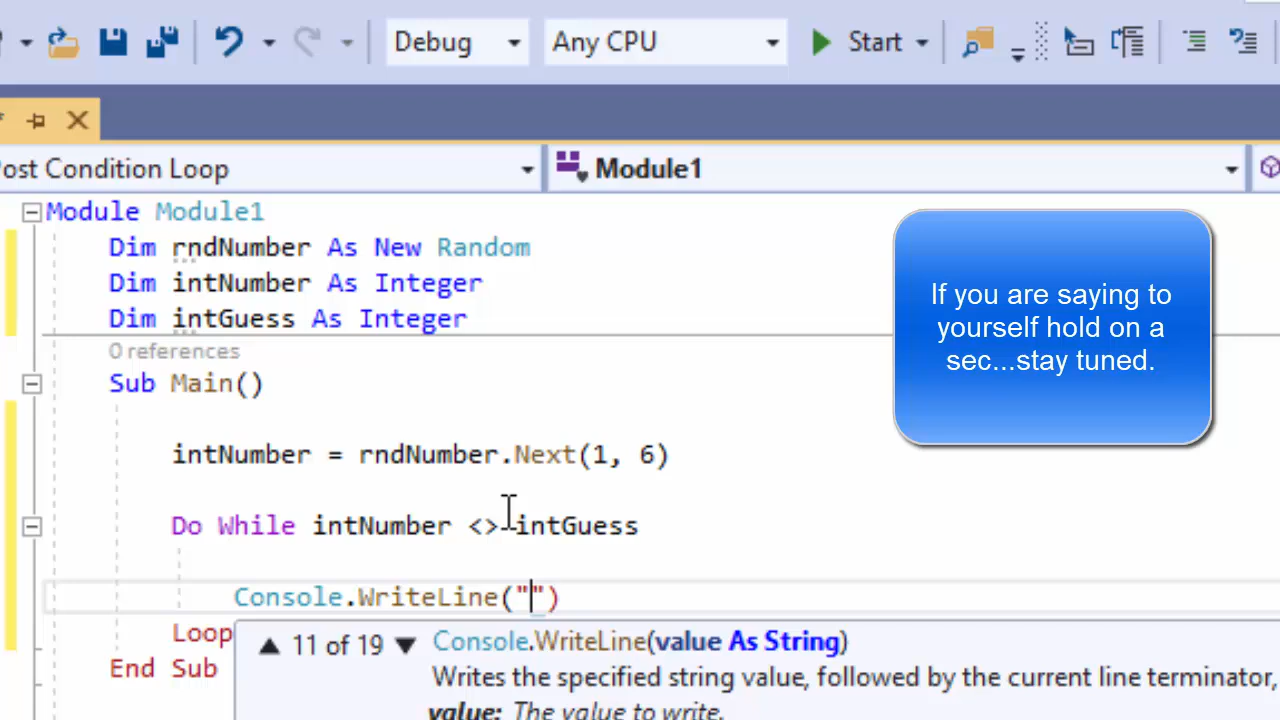 Debug Any CPU Start
ost Condition Loop Module1
Module Module1
Dim rndNumber As New Random
Dim intNumber As Integer
Dim intGuess As Integer
0 references
Sub Main()
intNumber = rndNumber.Next(1, 6)
Do While intNumber <> intGuess
Console.WriteLine("")
Loop
End Sub
11 of 19 Console.WriteLine(value As String)
Writes the specified string value, followed by the current line terminator,
value: The value to write.
If you are saying to
yourself hold on a
sec...stay tuned.